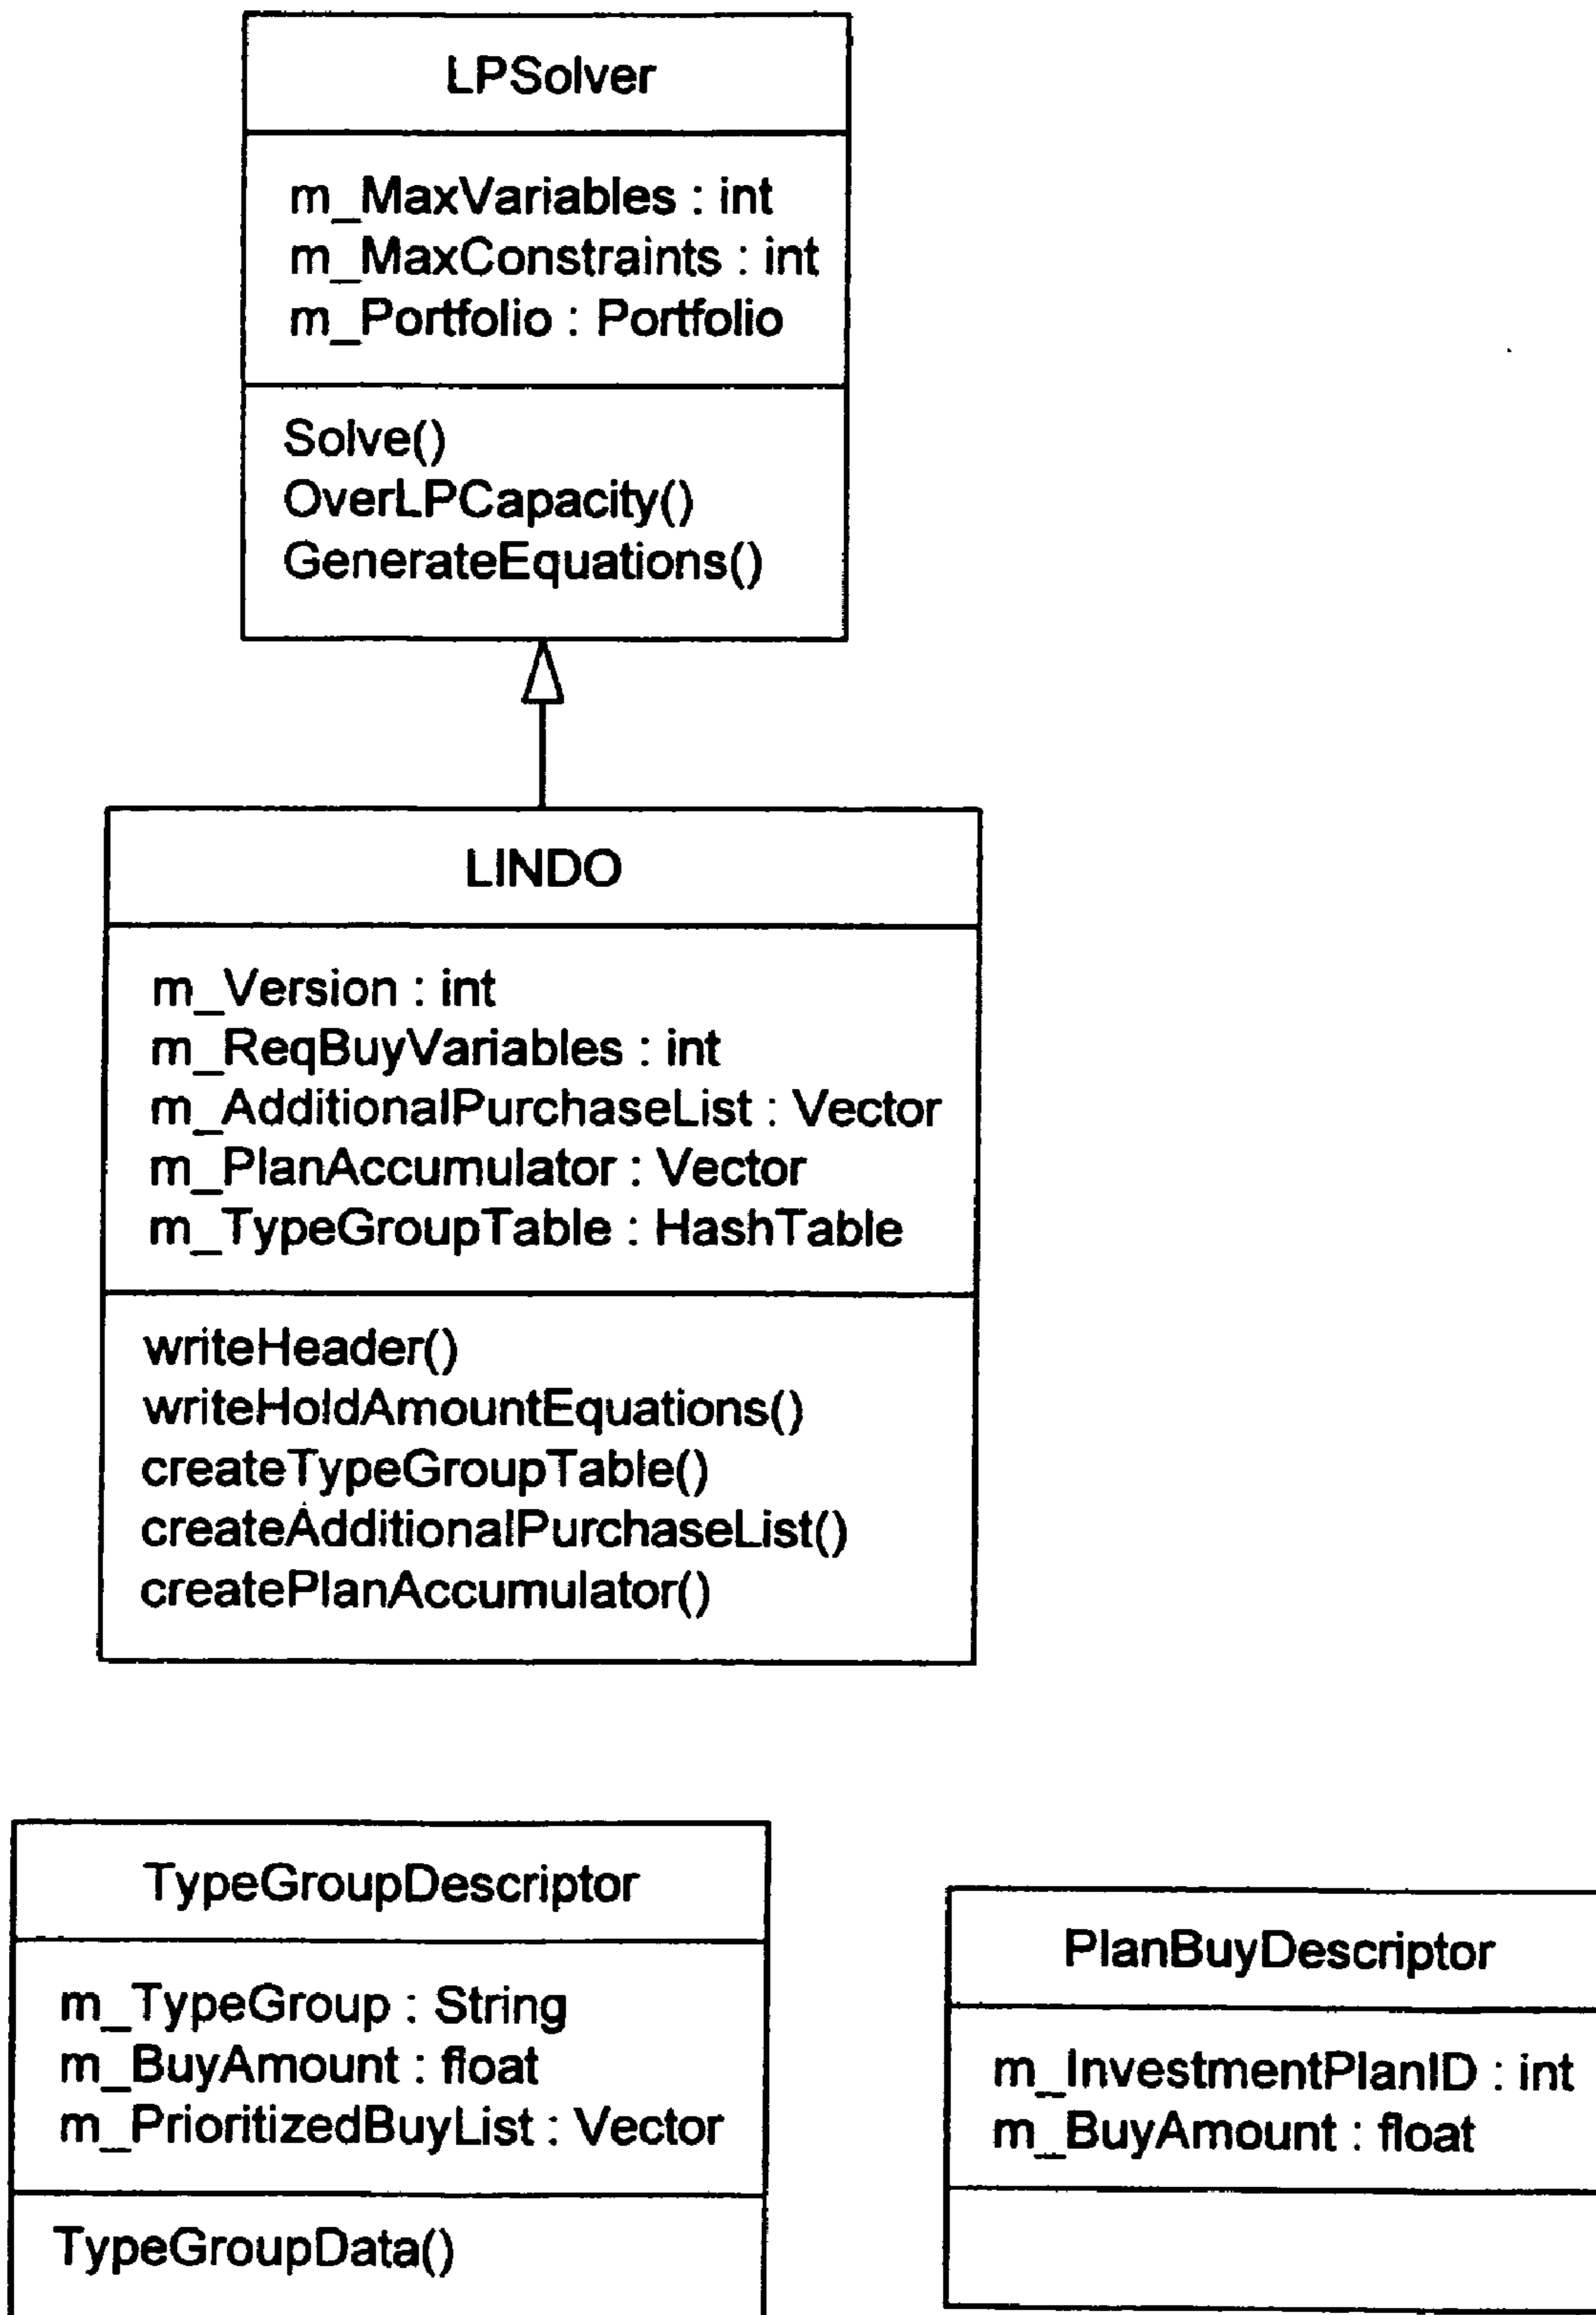 LPSolver
m_MaxVariables : int
m_MaxConstraints : int
m_Portfolio : Portfolio
Solve()
OverLPCapacity()
GenerateEquations()
LINDO
m_Version : int
m_ReqBuyVariables : int
m_AdditionalPurchaseList : Vector
m_PlanAccumulator : Vector
m_TypeGroupTable : HashTable
writeHeader()
writeHoldAmountEquations()
createTypeGroupTable()
createAdditionalPurchaseList()
createPlanAccumulator()
TypeGroupDescriptor
m_TypeGroup : String
m_BuyAmount : float
m_PrioritizedBuyList : Vector
TypeGroupData()
PlanBuyDescriptor
m_InvestmentPlanID : int
m_BuyAmount : float